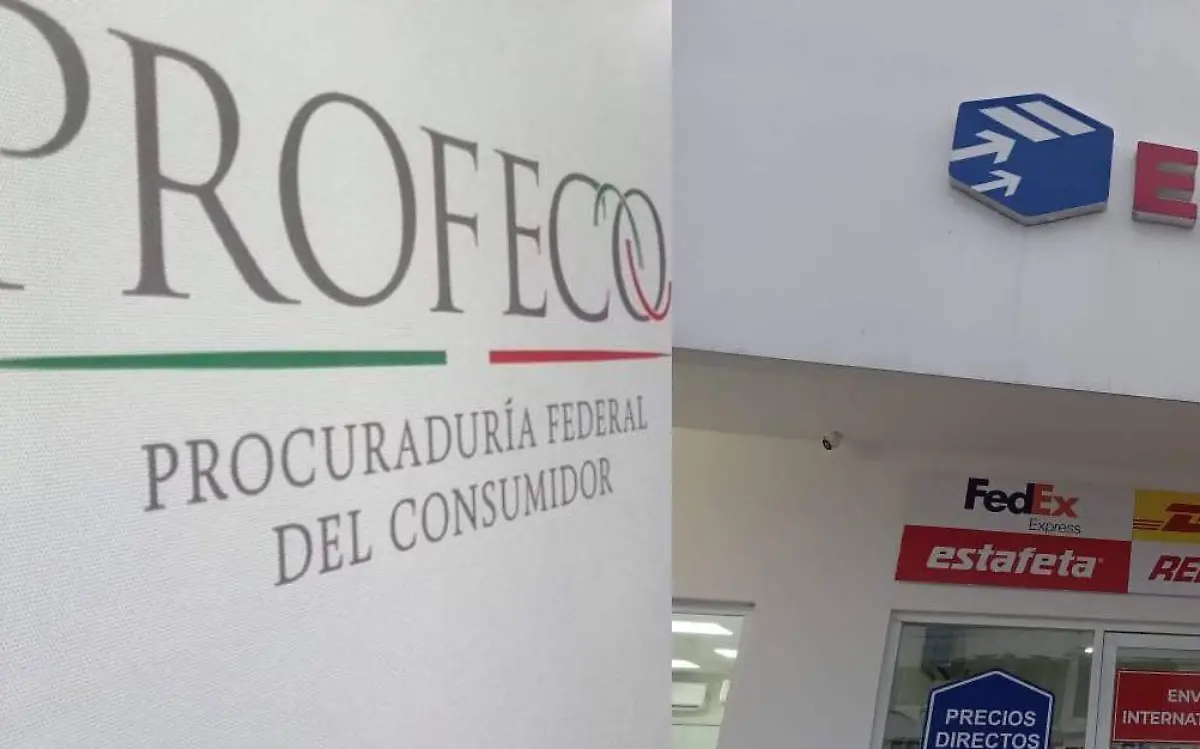 PROFECO
PROCURADURÍA FEDERAL
DEL CONSUMIDOR
E
FedEx
Express
estafeta
PRECIOS
DIRECTOS